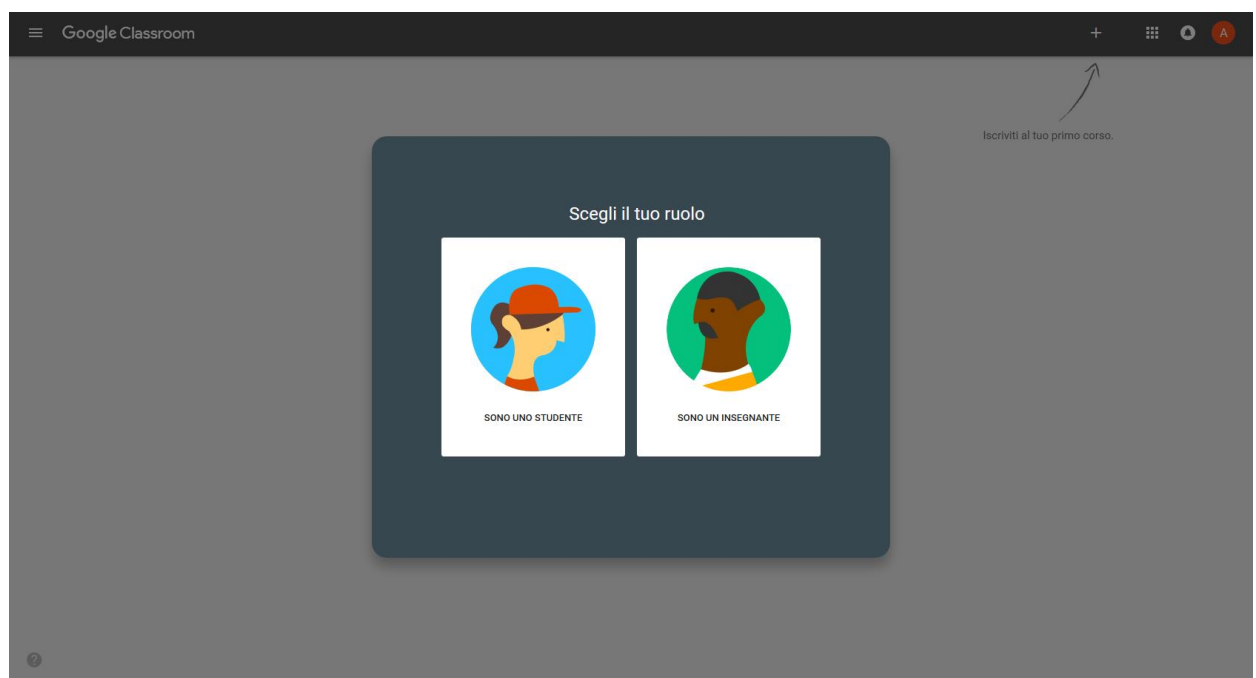 Google Classroom
A
Iscriviti al tuo primo corso.
Scegli il tuo ruolo
SONO UNO STUDENTE
SONO UN INSEGNANTE
?